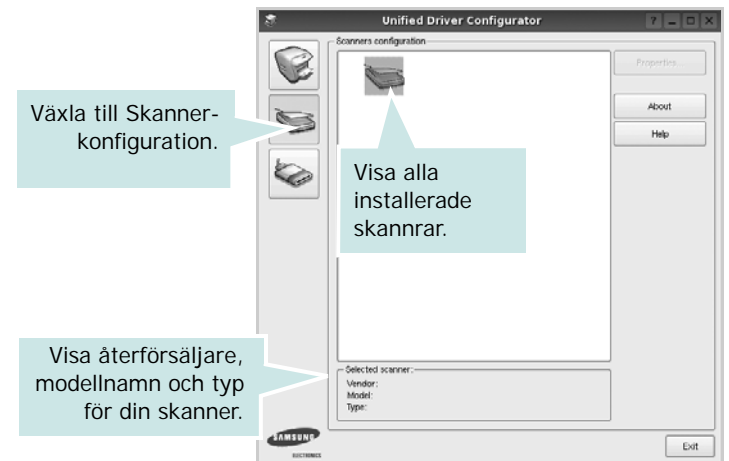 Unified Driver Configurator
Scanners configuration
Properties...
About
Help
Växla till Skanner-
konfiguration.
Visa alla
installerade
skannrar.
Visa återförsäljare,
modellnamn och typ
för din skanner.
Selected scanner:
Vendor:
Model:
Type:
SAMSUNG
ELECTRONICS
Exit